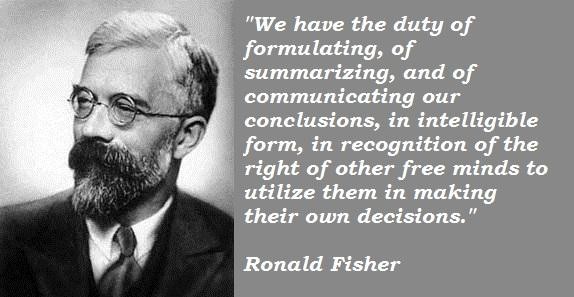 "We have the duty of
formulating, of
summarizing, and of
communicating our
conclusions, in intelligible
form, in recognition of the
right of other free minds to
utilize them in making
their own decisions."
Ronald Fisher